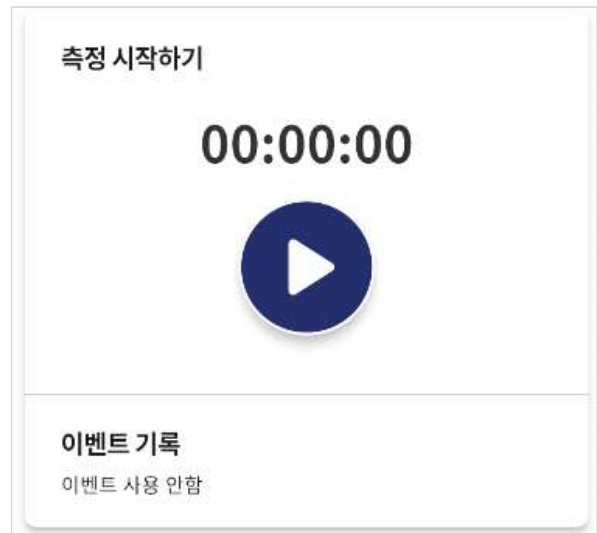 측정 시작하기
00:00:00
이벤트 기록
이벤트 사용 안함